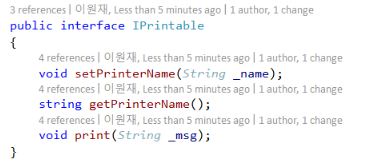 3 references | 이원재, Less than 5 minutes ago | 1 author, 1 change
public interface IPrintable
{
4 references | 이원재, Less than 5 minutes ago | 1 author, 1 change
void setPrinterName(String _name);
4 references | 이원재, Less than 5 minutes ago | 1 author, 1 change
string getPrinterName();
4 references | 이원재, Less than 5 minutes ago | 1 author, 1 change
void print(String _msg);
}